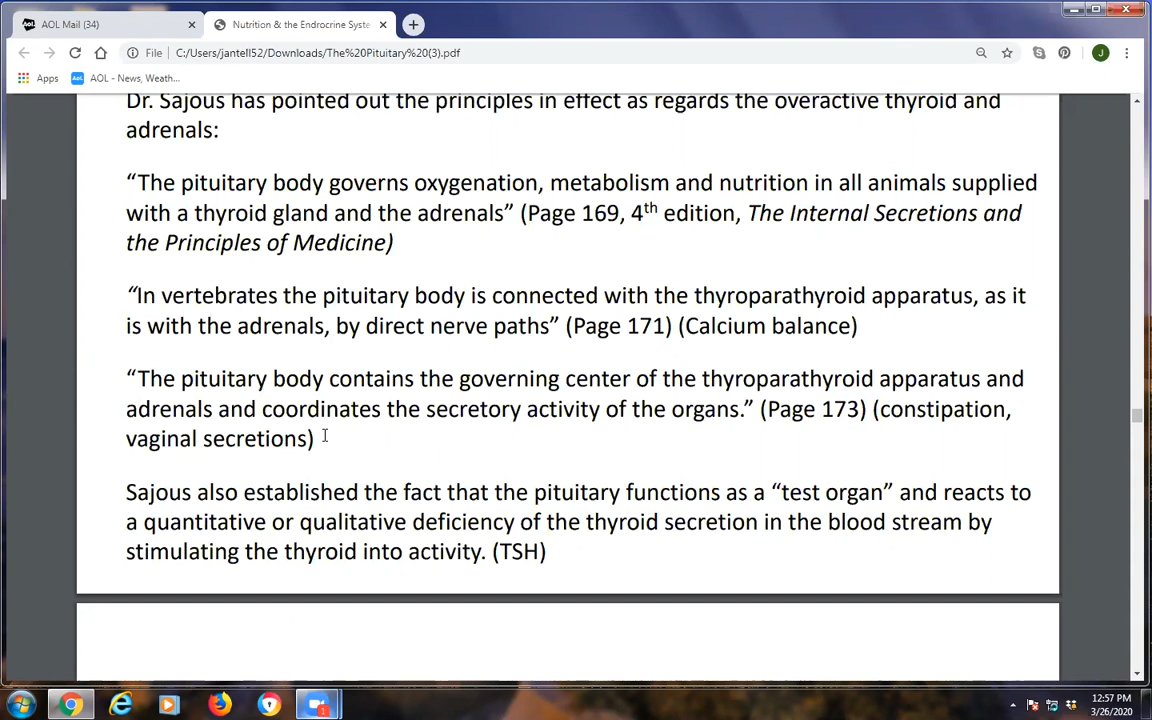 AOL Mail (34)
Nutrition & the Endocrine Syste
File C:/Users/jantell52/Downloads/The%20Pituitary%20(3).pdf
J
Apps AOL - News, Weath...
Dr. Sajous has pointed out the principles in effect as regards the overactive thyroid and
adrenals:
“The pituitary body governs oxygenation, metabolism and nutrition in all animals supplied
with a thyroid gland and the adrenals” (Page 169, 4th edition, The Internal Secretions and
the Principles of Medicine)
“In vertebrates the pituitary body is connected with the thyroparathyroid apparatus, as it
is with the adrenals, by direct nerve paths” (Page 171) (Calcium balance)
“The pituitary body contains the governing center of the thyroparathyroid apparatus and
adrenals and coordinates the secretory activity of the organs.” (Page 173) (constipation,
vaginal secretions)
Sajous also established the fact that the pituitary functions as a “test organ” and reacts to
a quantitative or qualitative deficiency of the thyroid secretion in the blood stream by
stimulating the thyroid into activity. (TSH)
12:57 PM
3/26/2020